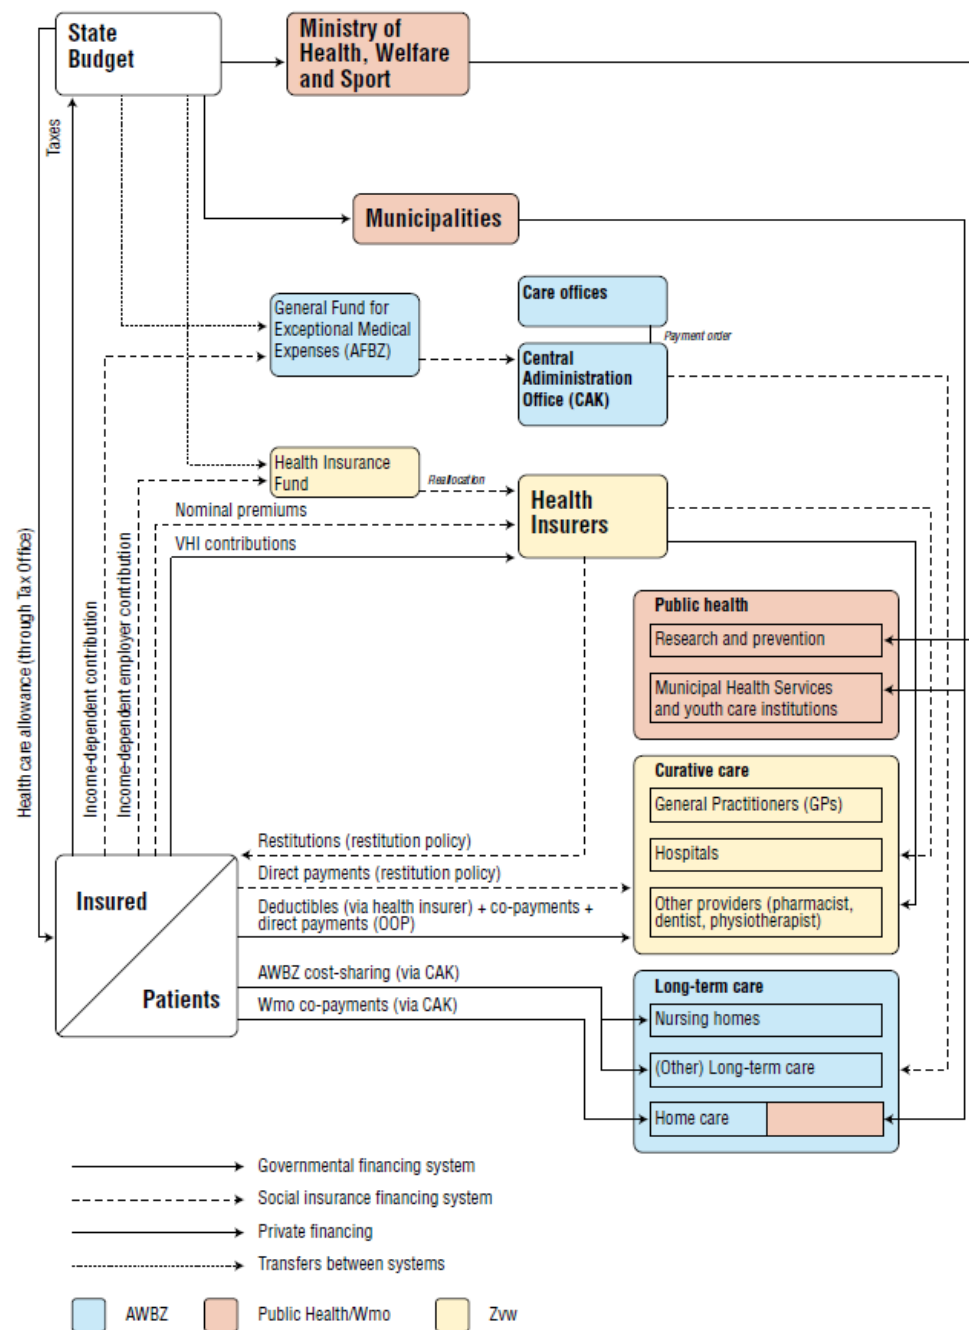 State
Budget
Ministry of
Health, Welfare
and Sport
Taxes
Municipalities
General Fund for
Exceptional Medical
Expenses (AFBZ)
Care offices
Payment order
Central
Adiministration
Office (CAK)
Health Insurance
Fund
Reallocation
Health
Insurers
Nominal premiums
VHI contributions
Health care allowance (through Tax Office)
Income-dependent contribution
Income-dependent employer contribution
Public health
Research and prevention
Municipal Health Services
and youth care institutions
Curative care
General Practitioners (GPs)
Hospitals
Other providers (pharmacist,
dentist, physiotherapist)
Restitutions (restitution policy)
Direct payments (restitution policy)
Deductibles (via health insurer) + co-payments +
direct payments (OOP)
Insured
Patients
AWBZ cost-sharing (via CAK)
Wmo co-payments (via CAK)
Long-term care
Nursing homes
(Other) Long-term care
Home care
Governmental financing system
Social insurance financing system
Private financing
Transfers between systems
AWBZ
Public Health/Wmo
Zvw